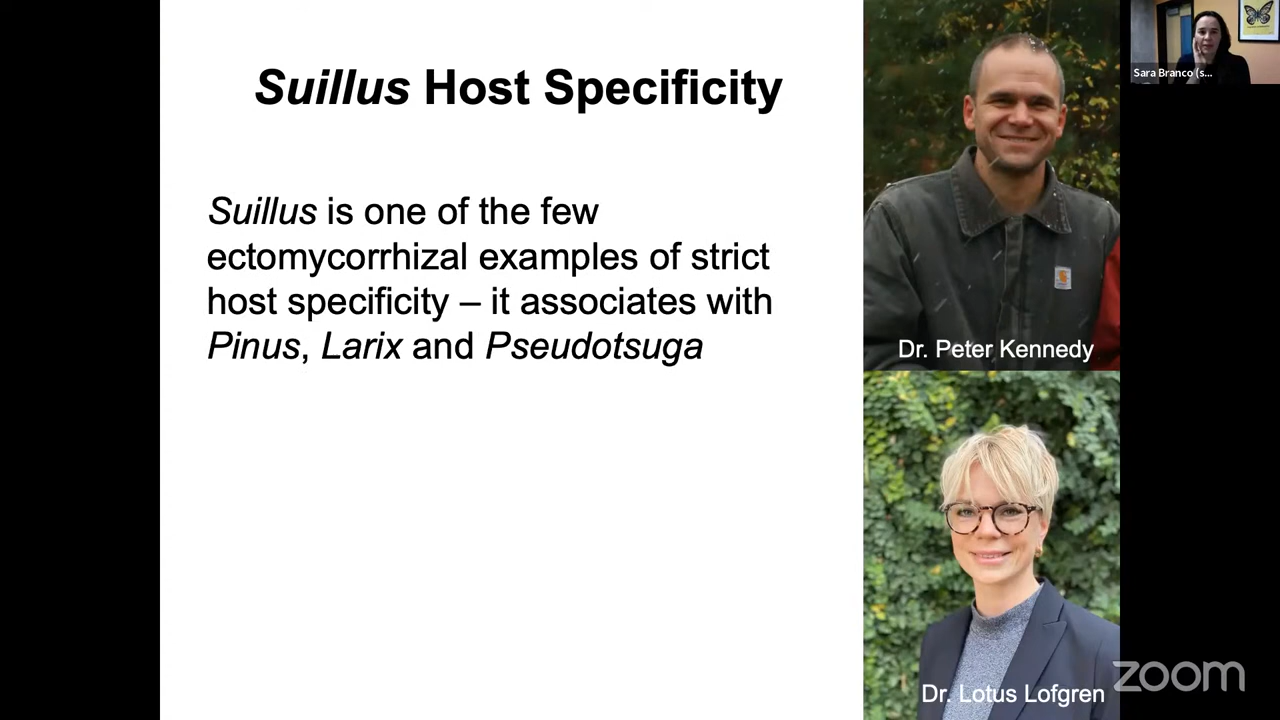 Suillus Host Specificity
Suillus is one of the few
ectomycorrhizal examples of strict
host specificity – it associates with
Pinus, Larix and Pseudotsuga
Dr. Peter Kennedy
Dr. Lotus Lofgren
Sara Branco (s...
zoom